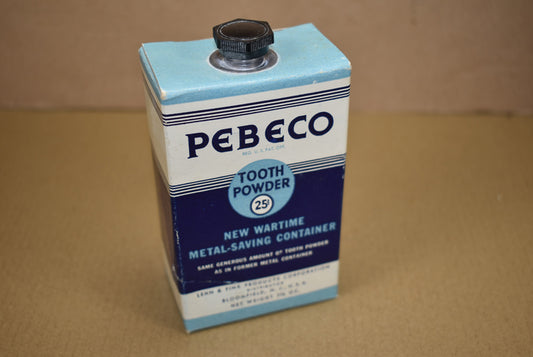 PEBECO
REG. U.S. PAT. OFF.
TOOTH
POWDER
25¢
NEW WARTIME
METAL-SAVING CONTAINER
SAME GENEROUS AMOUNT OF TOOTH POWDER
AS IN FORMER METAL CONTAINER
LEHN & FINK PRODUCTS CORPORATION
DISTRIBUTOR
BLOOMFIELD, N. J., U.S.A.
NET WEIGHT